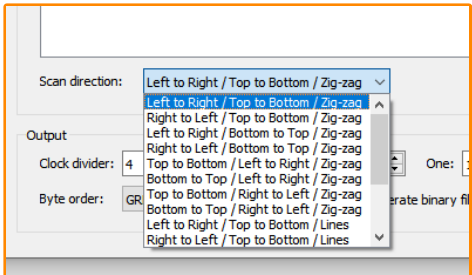 Scan direction: Left to Right / Top to Bottom / Zig-zag
Left to Right / Top to Bottom / Zig-zag
Right to Left / Top to Bottom / Zig-zag
Left to Right / Bottom to Top / Zig-zag
Right to Left / Bottom to Top / Zig-zag
Output
Clock divider: 4 Top to Bottom / Left to Right / Zig-zag One:
Bottom to Top / Left to Right / Zig-zag
Byte order: Top to Bottom / Right to Left / Zig-zag
Bottom to Top / Right to Left / Zig-zag
Left to Right / Top to Bottom / Lines
Right to Left / Top to Bottom / Lines